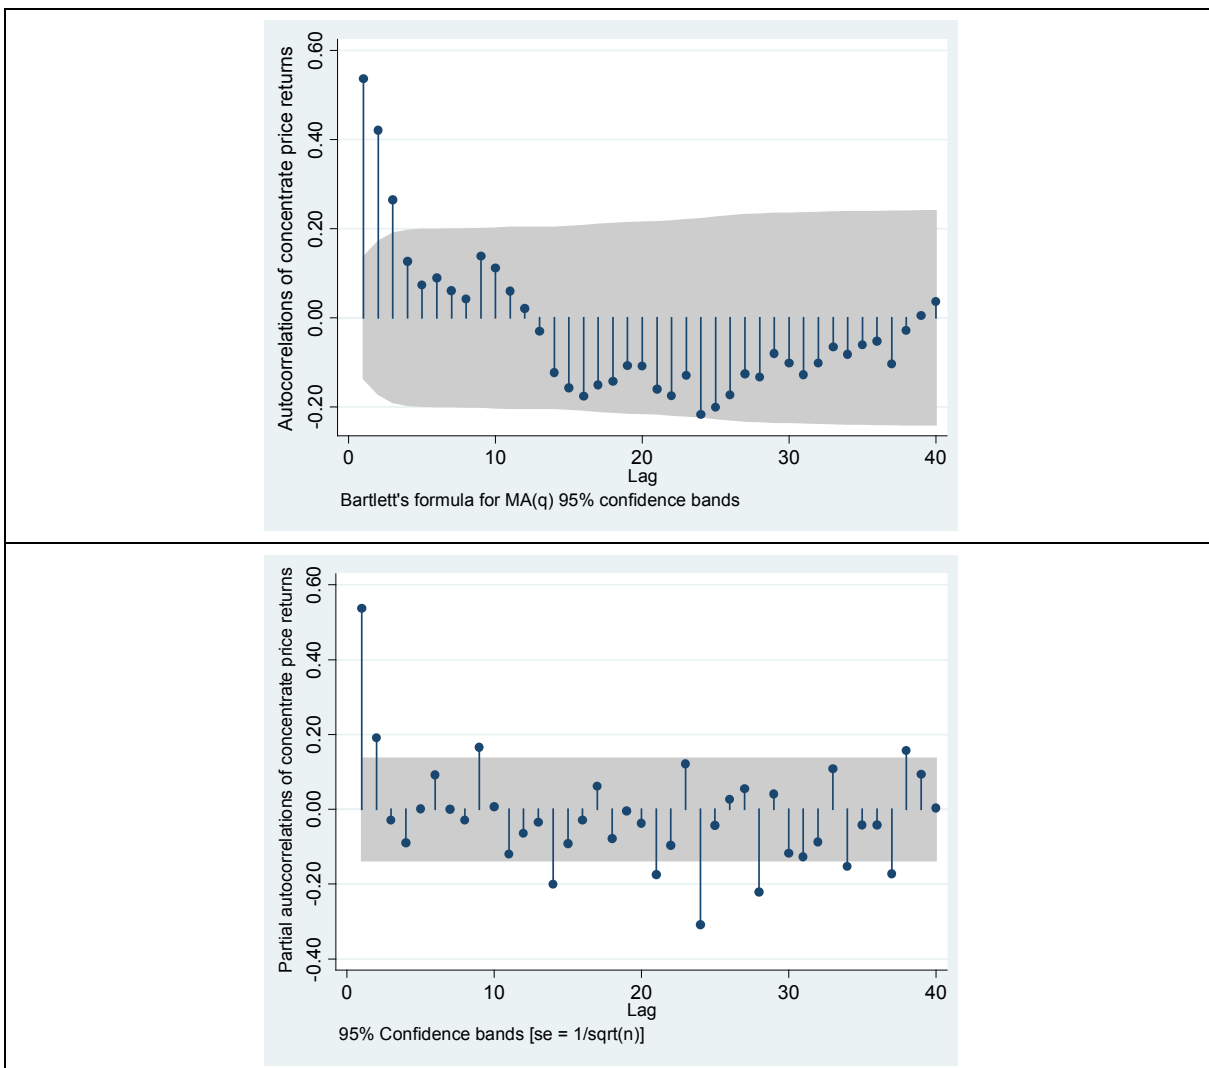 Autocorrelations of concentrate price returns
0.60
0.40
0.20
0.00
-0.20
0 10 20 30 40
Lag
Bartlett's formula for MA(q) 95% confidence bands
Partial autocorrelations of concentrate price returns
0.60
0.40
0.20
0.00
-0.20
-0.40
0 10 20 30 40
Lag
95% Confidence bands [se = 1/sqrt(n)]